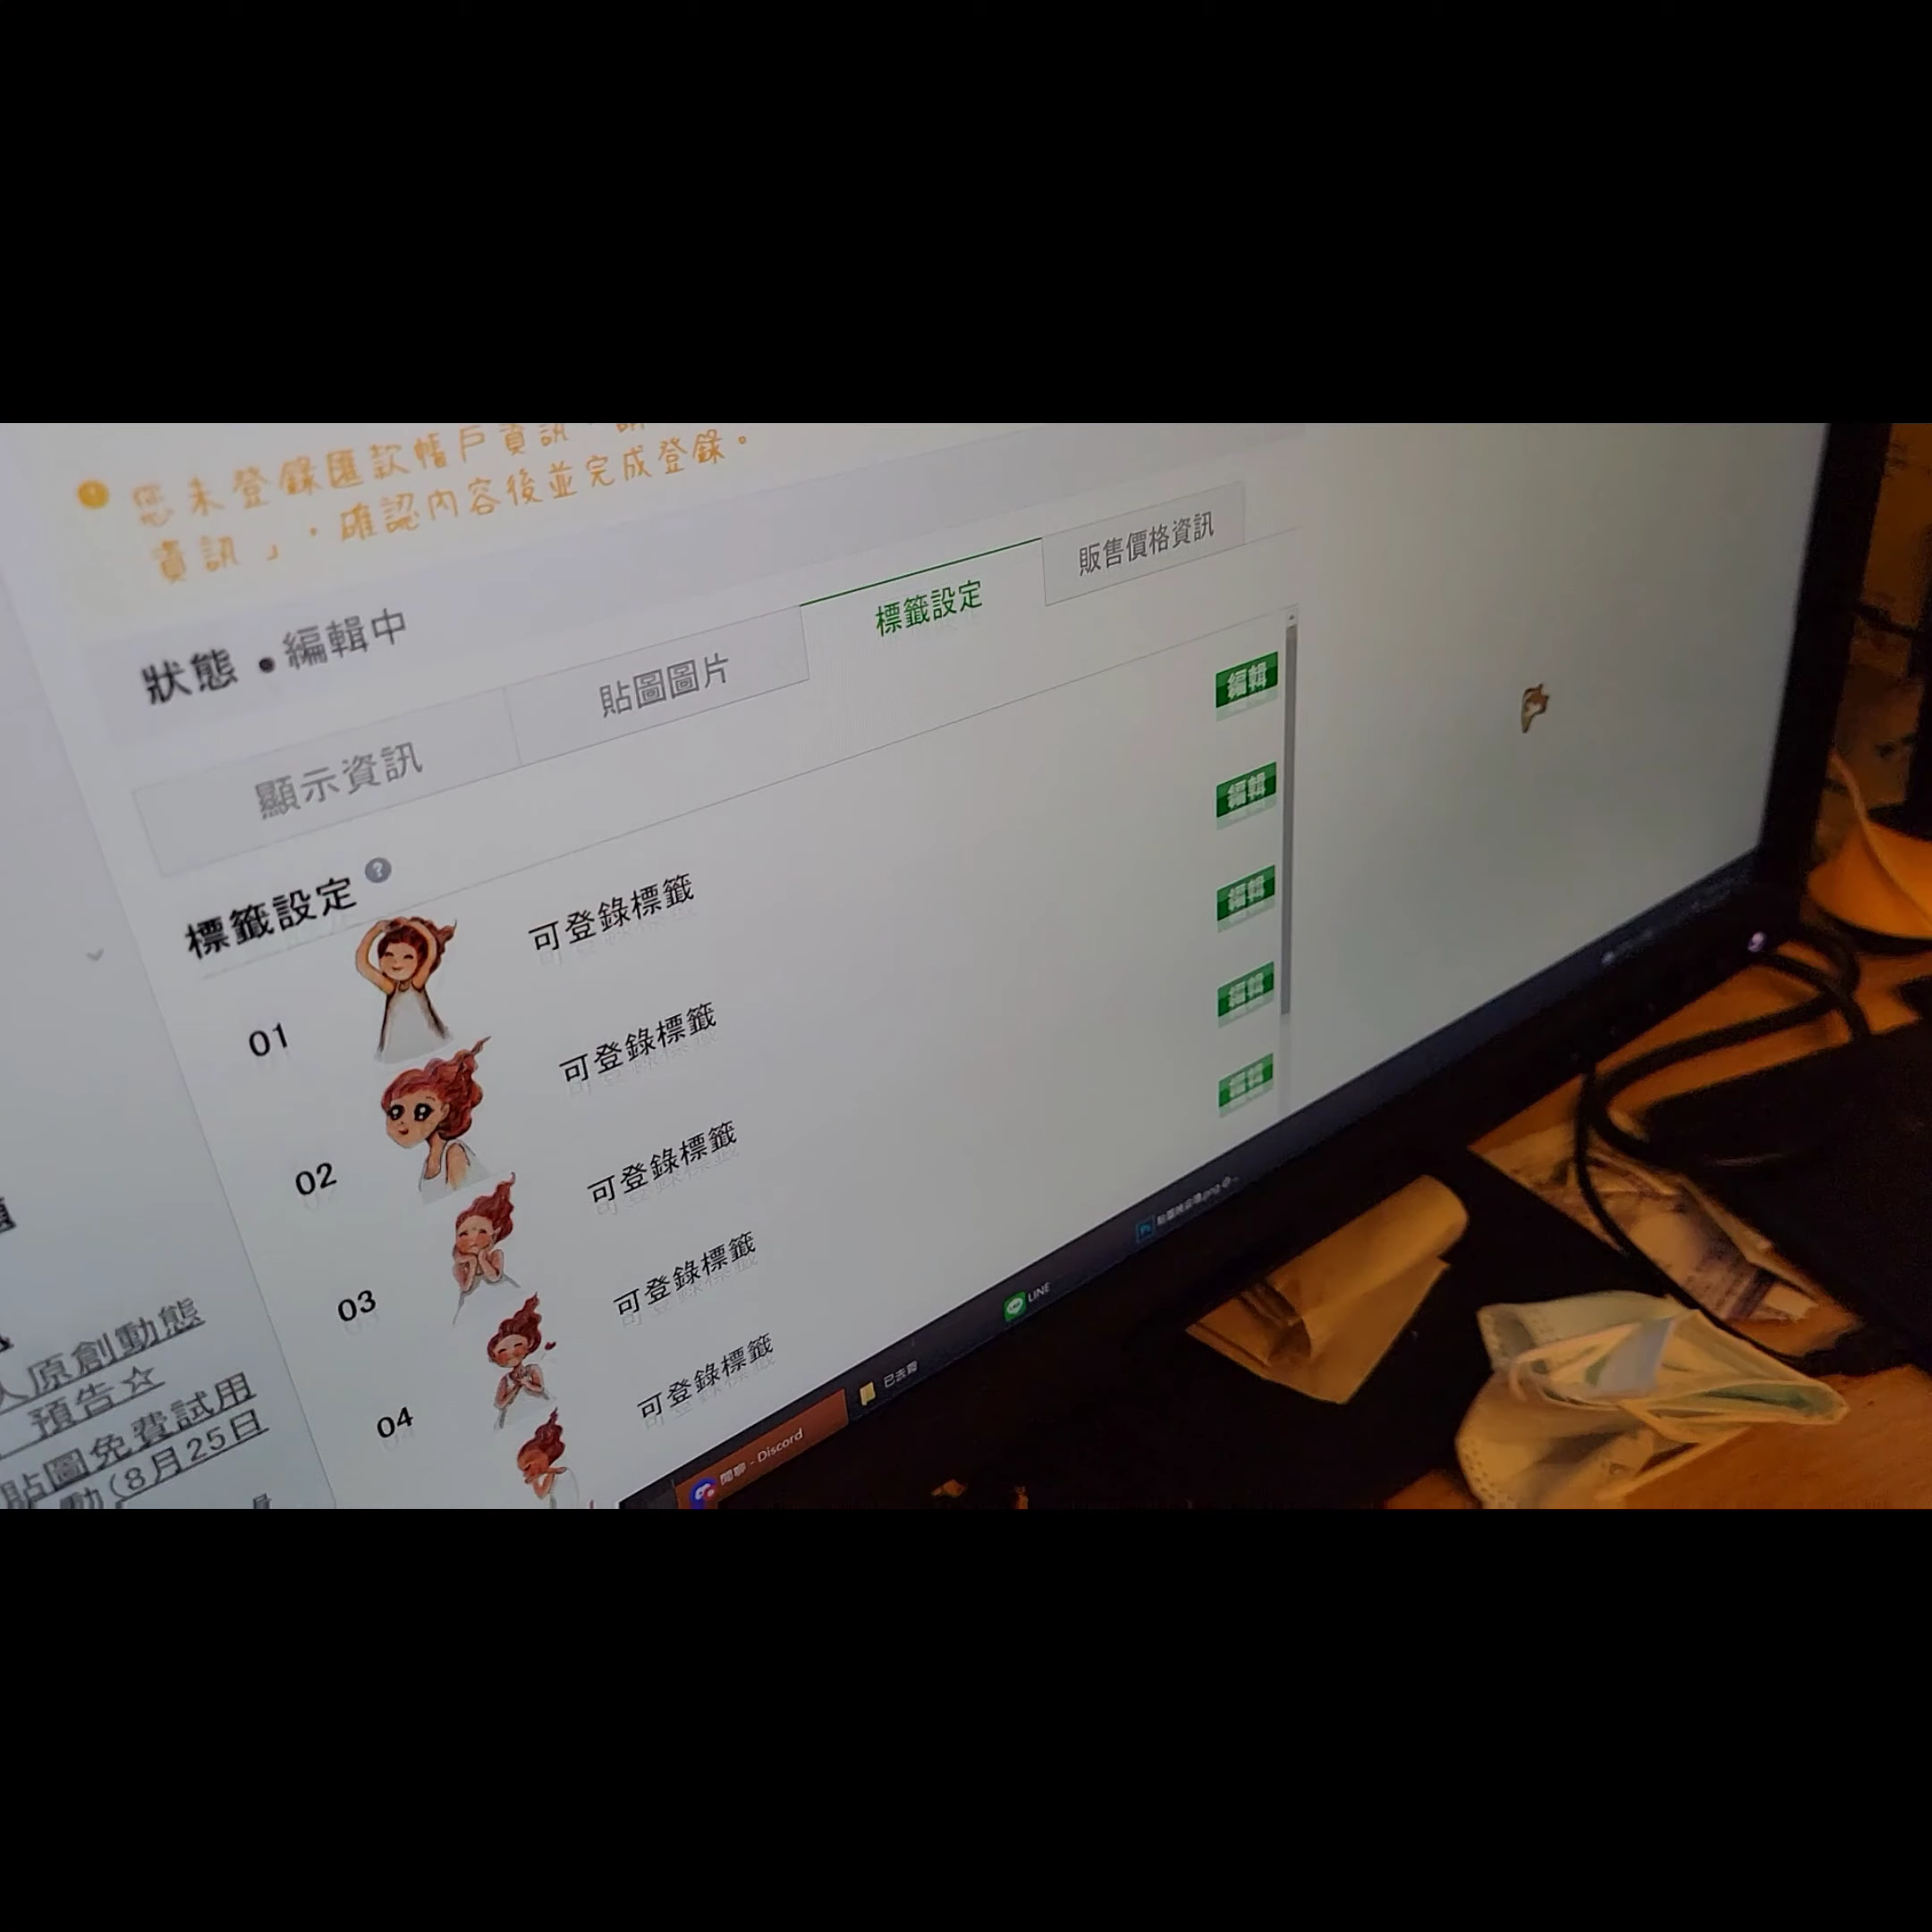 您未登錄匯款帳戶資訊
資訊」，確認內容後並完成登錄。
狀態 • 編輯中
顯示資訊
貼圖圖片
標籤設定
販售價格資訊
標籤設定 ?
01
可登錄標籤
編輯
02
可登錄標籤
編輯
03
可登錄標籤
編輯
04
可登錄標籤
編輯
可登錄標籤
編輯
人原創動態
預告☆
貼圖免費試用
動(8月25日
閒聊 - Discord
LINE
Ps